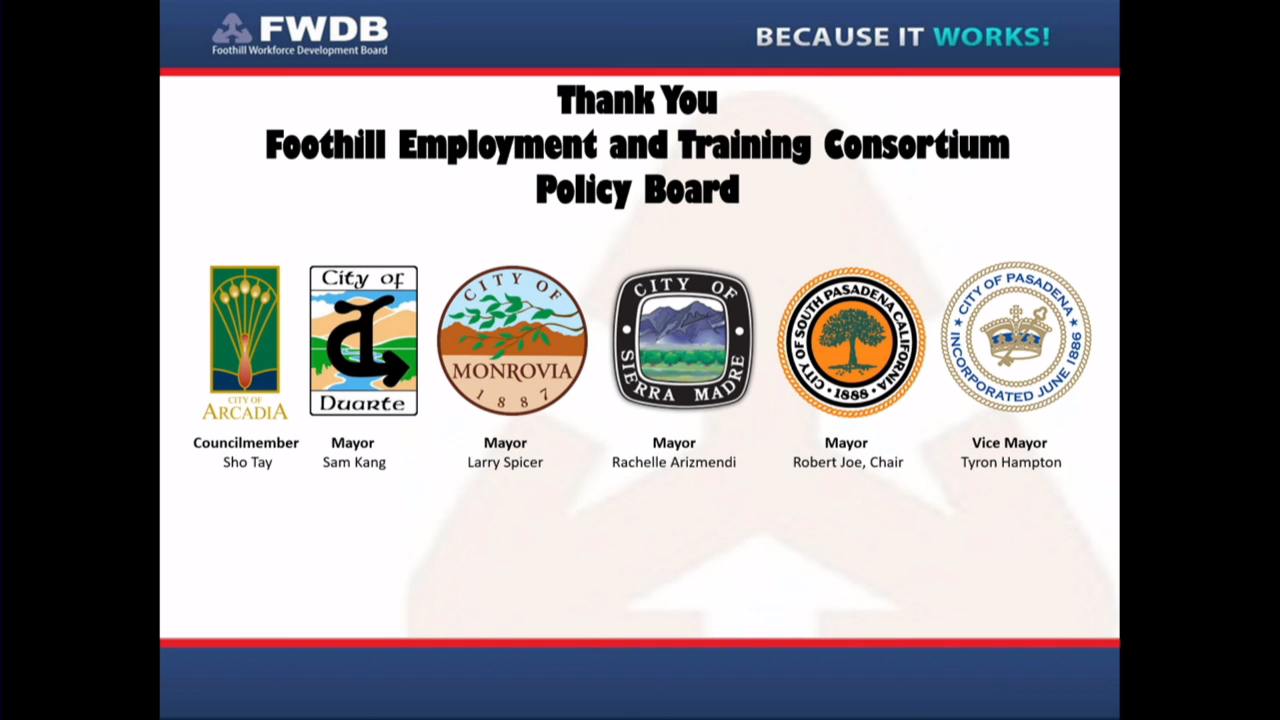 FWDB
Foothill Workforce Development Board
BECAUSE IT WORKS!
Thank You
Foothill Employment and Training Consortium
Policy Board
CITY OF
ARCADIA
City of
Duarte
CITY OF
MONROVIA
1887
CITY OF
SIERRA MADRE
CITY OF SOUTH PASADENA CALIFORNIA
· 1888 ·
★ CITY OF PASADENA ★
INCORPORATED JUNE 1886
Councilmember
Sho Tay
Mayor
Sam Kang
Mayor
Larry Spicer
Mayor
Rachelle Arizmendi
Mayor
Robert Joe, Chair
Vice Mayor
Tyron Hampton